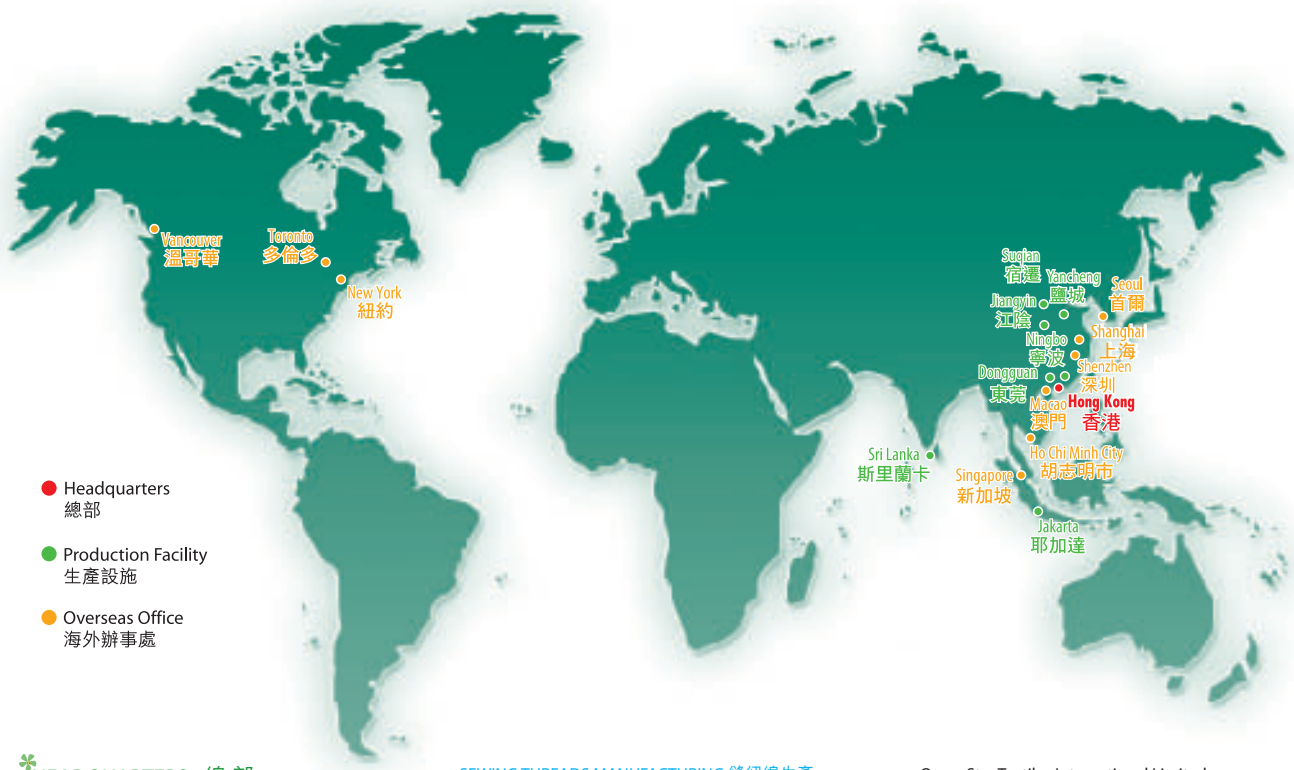 Vancouver
溫哥華
Toronto
多倫多
New York
紐約
Suqian
宿遷
Yancheng
鹽城
Jiangyin
江陰
Seoul
首爾
Ningbo
寧波
Shanghai
上海
Dongguan
東莞
Shenzhen
深圳
Macao
澳門
Hong Kong
香港
Sri Lanka
斯里蘭卡
Ho Chi Minh City
胡志明市
Singapore
新加坡
Jakarta
耶加達
Headquarters
總部
Production Facility
生產設施
Overseas Office
海外辦事處